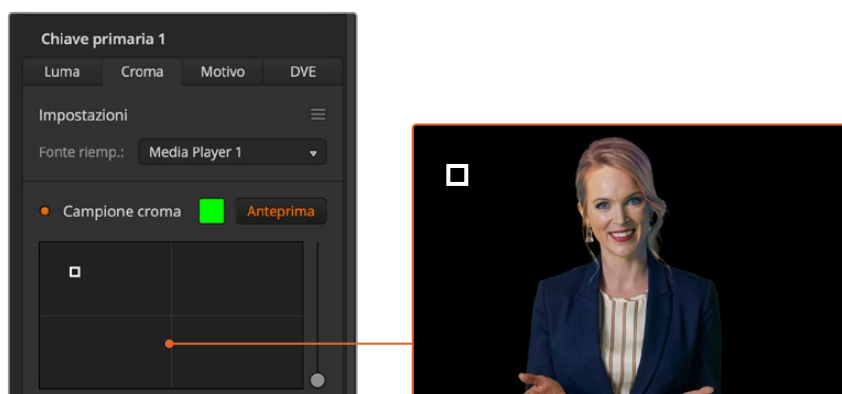 Chiave primaria 1
Luma Croma Motivo DVE
Impostazioni
Fonte riemp.: Media Player 1
Campione croma Anteprima